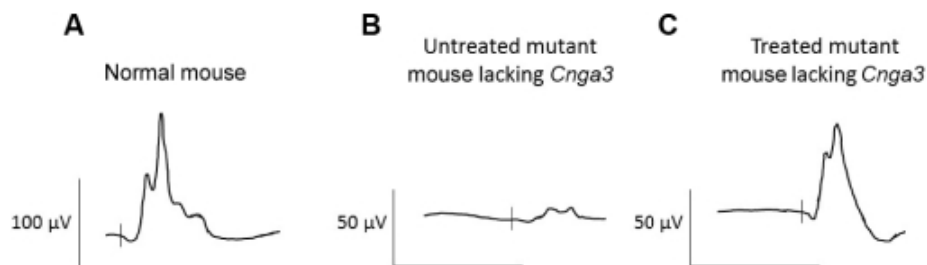 A
Normal mouse
100 µV
B
Untreated mutant
mouse lacking Cnga3
50 µV
C
Treated mutant
mouse lacking Cnga3
50 µV